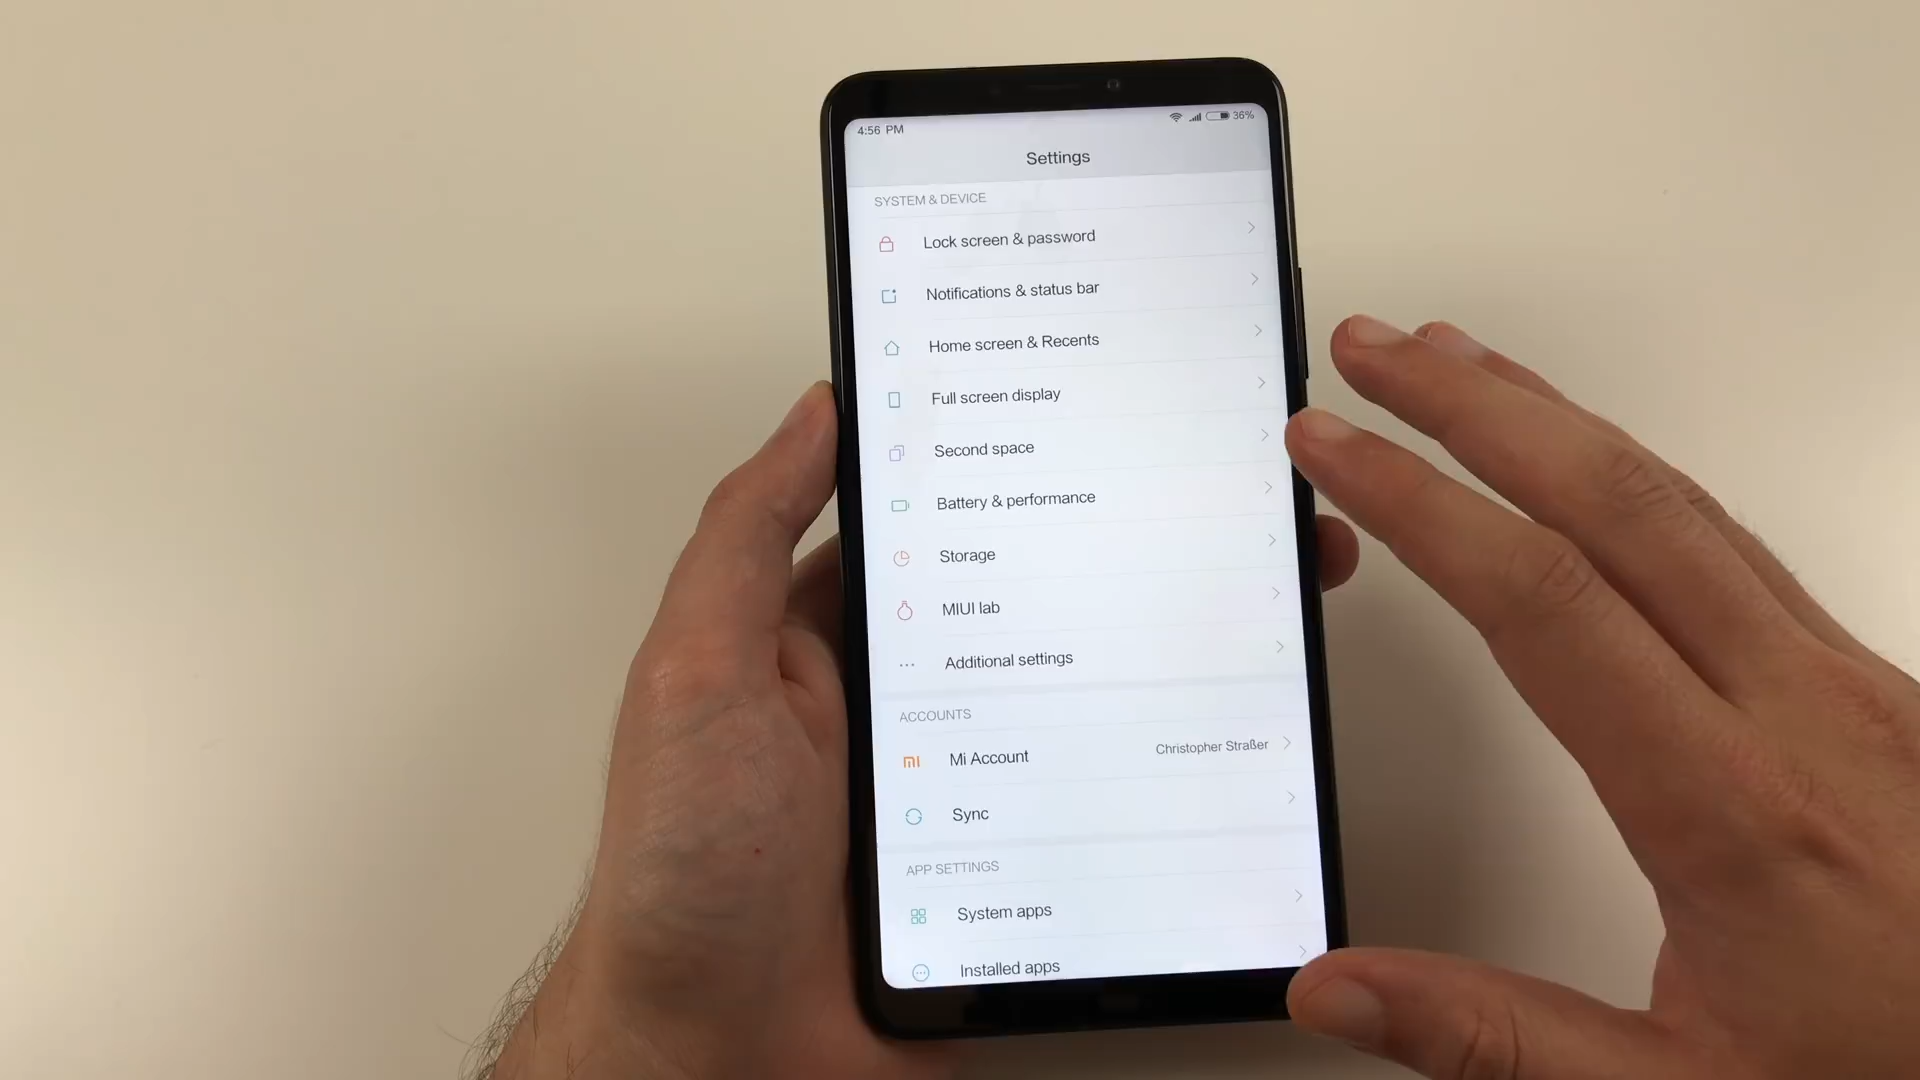 4:56 PM
36%
Settings
SYSTEM & DEVICE
Lock screen & password
Notifications & status bar
Home screen & Recents
Full screen display
Second space
Battery & performance
Storage
MIUI lab
Additional settings
ACCOUNTS
Mi Account
Christopher Straßer
Sync
APP SETTINGS
System apps
Installed apps